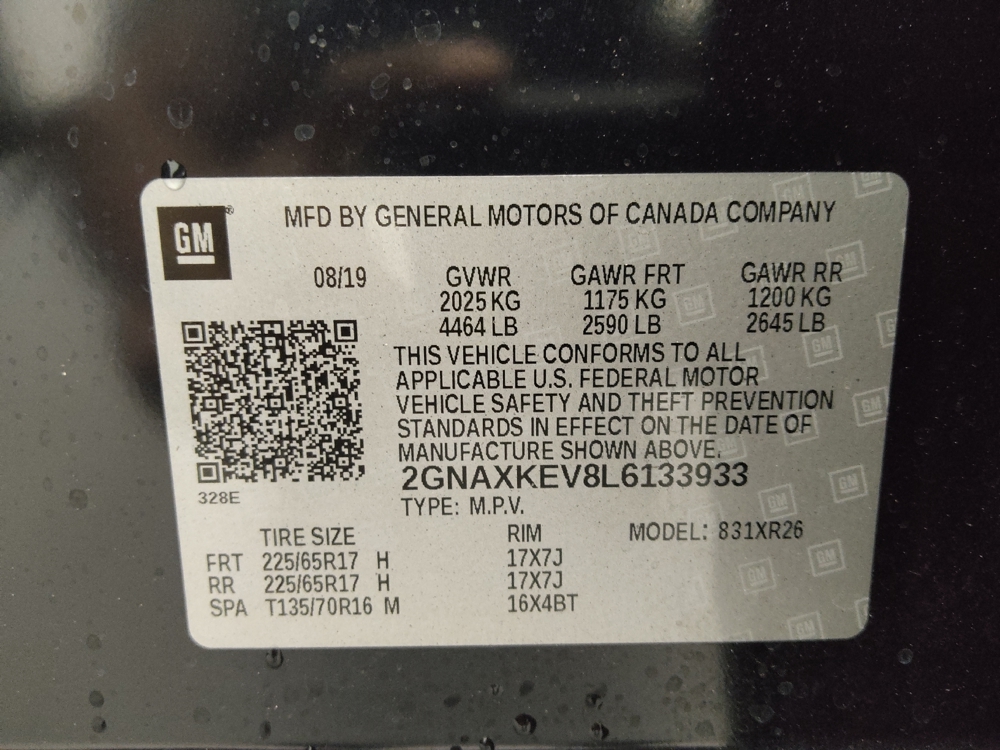 GM
MFD BY GENERAL MOTORS OF CANADA COMPANY
08/19 GVWR GAWR FRT GAWR RR
2025 KG 1175 KG 1200 KG
4464 LB 2590 LB 2645 LB
THIS VEHICLE CONFORMS TO ALL
APPLICABLE U.S. FEDERAL MOTOR
VEHICLE SAFETY AND THEFT PREVENTION
STANDARDS IN EFFECT ON THE DATE OF
MANUFACTURE SHOWN ABOVE.
2GNAXKEV8L6133933
328E
TYPE: M.P.V.
TIRE SIZE RIM MODEL: 831XR26
FRT 225/65R17 H 17X7J
RR 225/65R17 H 17X7J
SPA T135/70R16 M 16X4BT